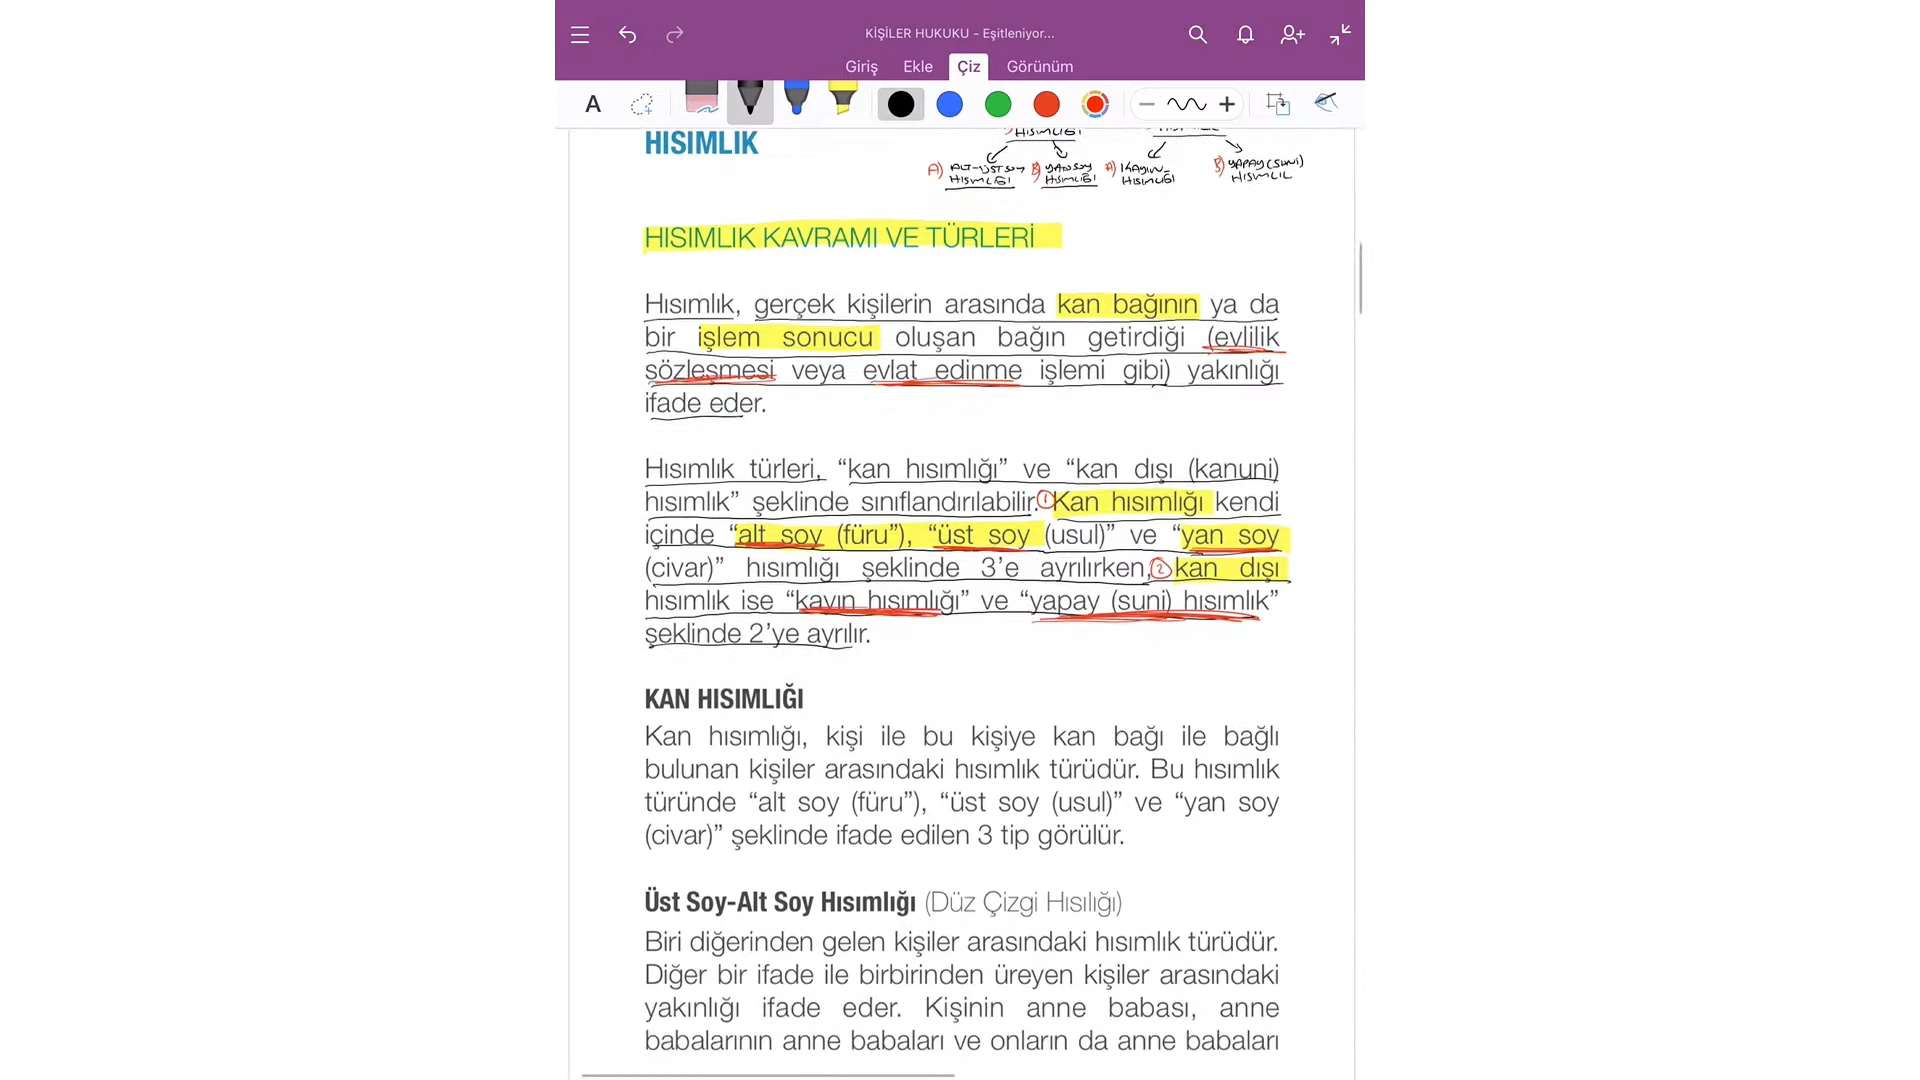 KİŞİLER HUKUKU - Eşitleniyor...
Giriş Ekle Çiz Görünüm
A
HISIMLIK
HISIMLIĞI
A) ALT-ÜST SOY HISIMLIĞI
B) YAN SOY HISIMLIĞI
A) KAYIN HISIMLIĞI
B) YAPAY (SUNİ) HISIMLIK
HISIMLIK KAVRAMI VE TÜRLERİ
Hısımlık, gerçek kişilerin arasında kan bağının ya da
bir işlem sonucu oluşan bağın getirdiği (evlilik
sözleşmesi veya evlat edinme işlemi gibi) yakınlığı
ifade eder.
Hısımlık türleri, “kan hısımlığı” ve “kan dışı (kanuni)
hısımlık” şeklinde sınıflandırılabilir. 1 Kan hısımlığı kendi
içinde “alt soy (füru”), “üst soy (usul)” ve “yan soy
(civar)” hısımlığı şeklinde 3’e ayrılırken, 2 kan dışı
hısımlık ise “kayın hısımlığı” ve “yapay (suni) hısımlık”
şeklinde 2’ye ayrılır.
KAN HISIMLIĞI
Kan hısımlığı, kişi ile bu kişiye kan bağı ile bağlı
bulunan kişiler arasındaki hısımlık türüdür. Bu hısımlık
türünde “alt soy (füru”), “üst soy (usul)” ve “yan soy
(civar)” şeklinde ifade edilen 3 tip görülür.
Üst Soy-Alt Soy Hısımlığı (Düz Çizgi Hısılığı)
Biri diğerinden gelen kişiler arasındaki hısımlık türüdür.
Diğer bir ifade ile birbirinden üreyen kişiler arasındaki
yakınlığı ifade eder. Kişinin anne babası, anne
babalarının anne babaları ve onların da anne babaları